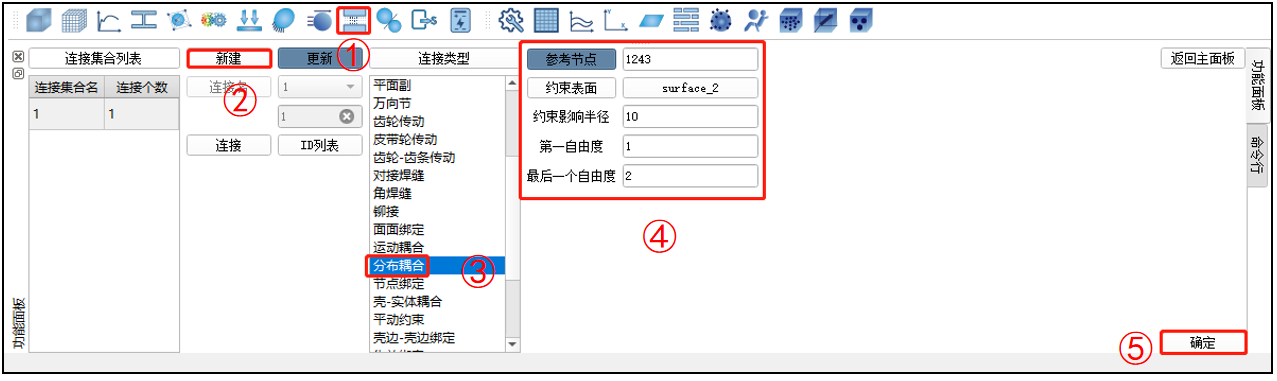 ①
连接集合列表
新建
更新
连接类型
参考节点
1243
返回主面板
连接集合名
连接个数
②
连接名
1
平面副
约束表面
surface_2
万向节
1
1
1
齿轮传动
约束影响半径
10
皮带轮传动
连接
ID列表
第一自由度
1
齿轮-齿条传动
对接焊缝
最后一个自由度
2
角焊缝
铆接
面面绑定
④
运动耦合
分布耦合
③
节点绑定
壳-实体耦合
平动约束
壳边-壳边绑定
⑤
确定
功能面板
功能面板
命令行